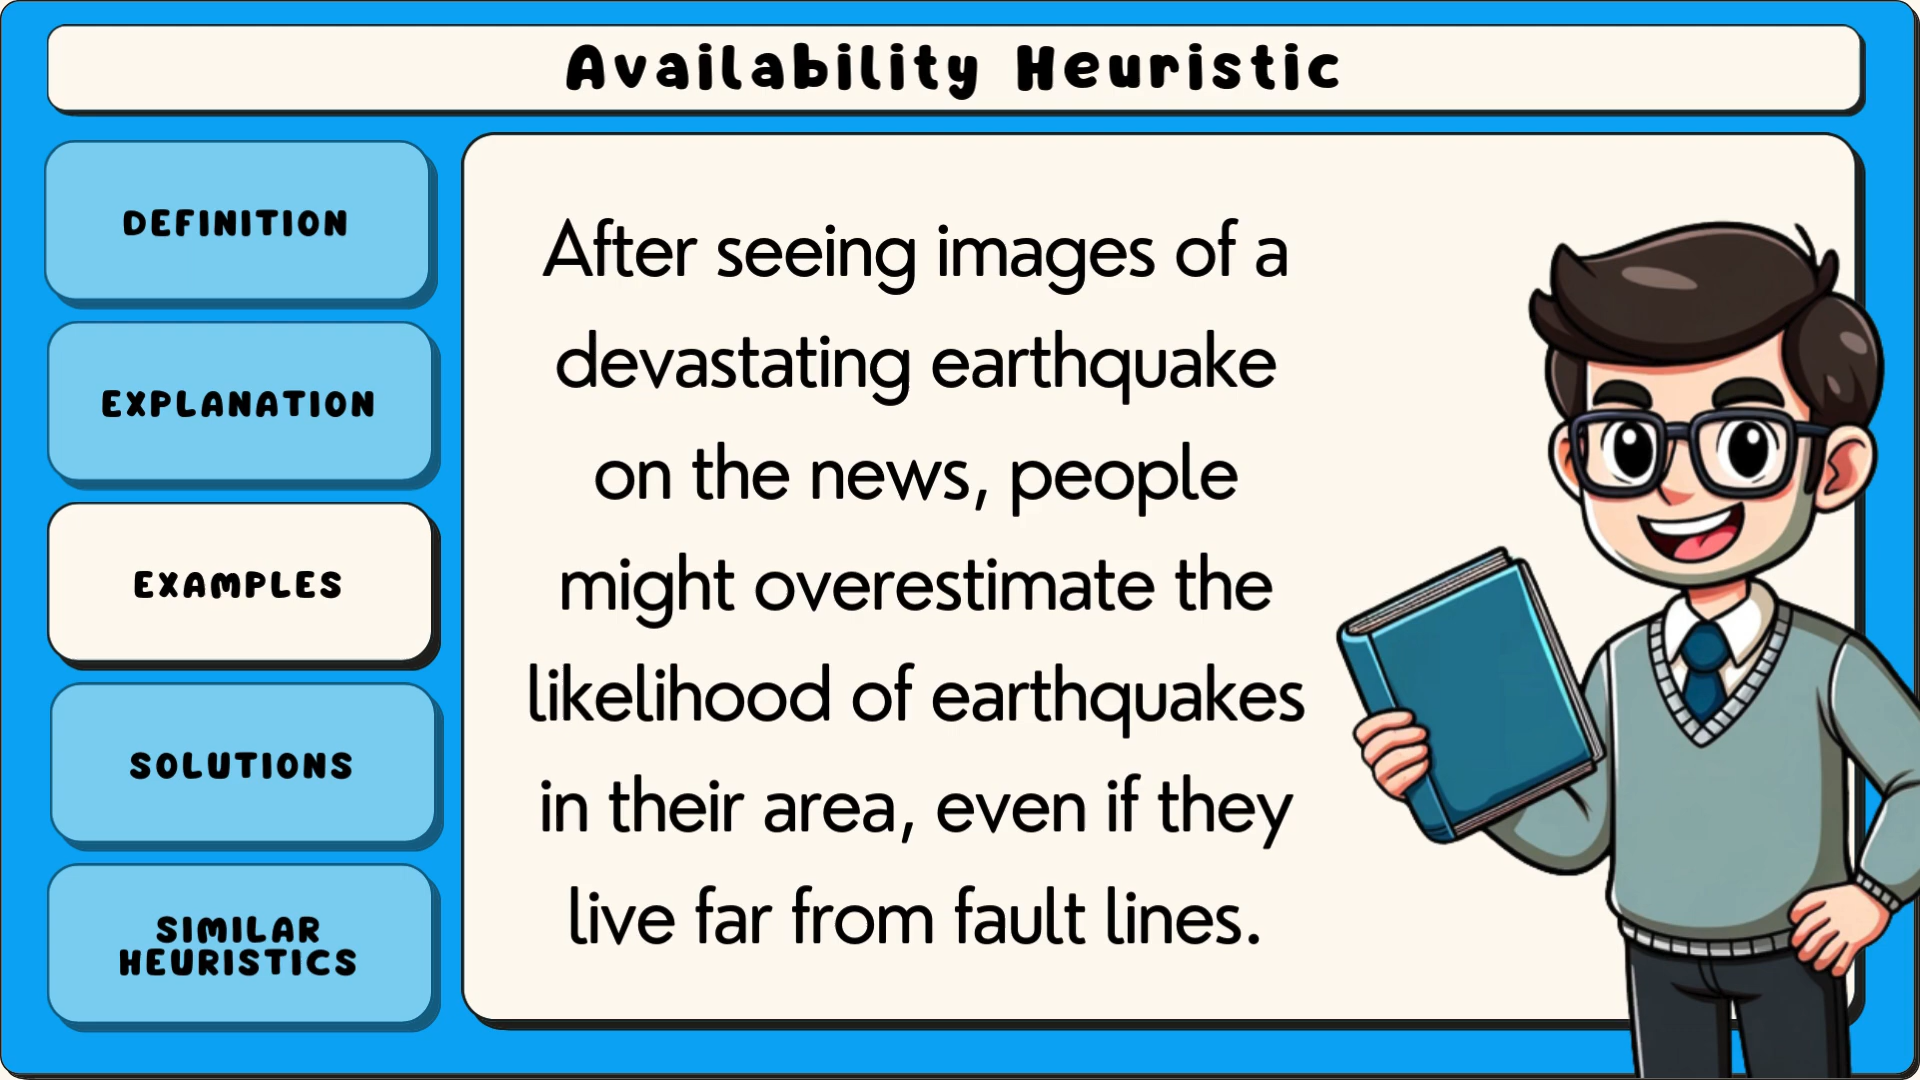 Availability Heuristic
DEFINITION
EXPLANATION
EXAMPLES
SOLUTIONS
SIMILAR
HEURISTICS
After seeing images of a
devastating earthquake
on the news, people
might overestimate the
likelihood of earthquakes
in their area, even if they
live far from fault lines.